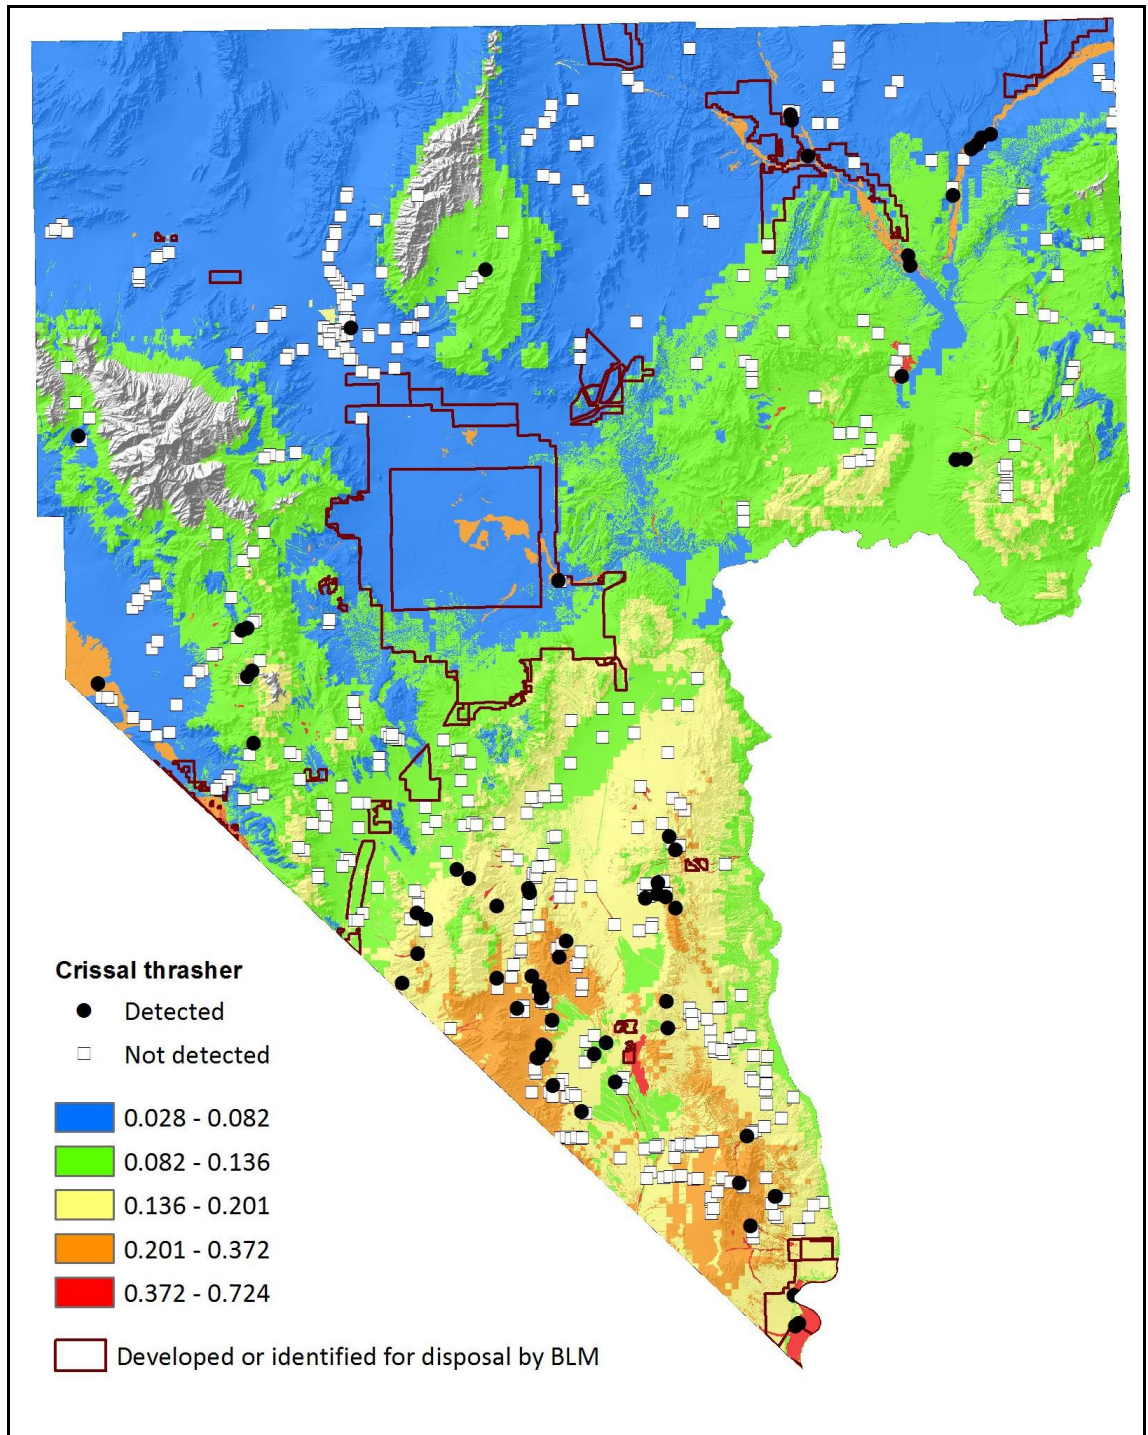 Crissal thrasher
Detected
Not detected
0.028 - 0.082
0.082 - 0.136
0.136 - 0.201
0.201 - 0.372
0.372 - 0.724
Developed or identified for disposal by BLM